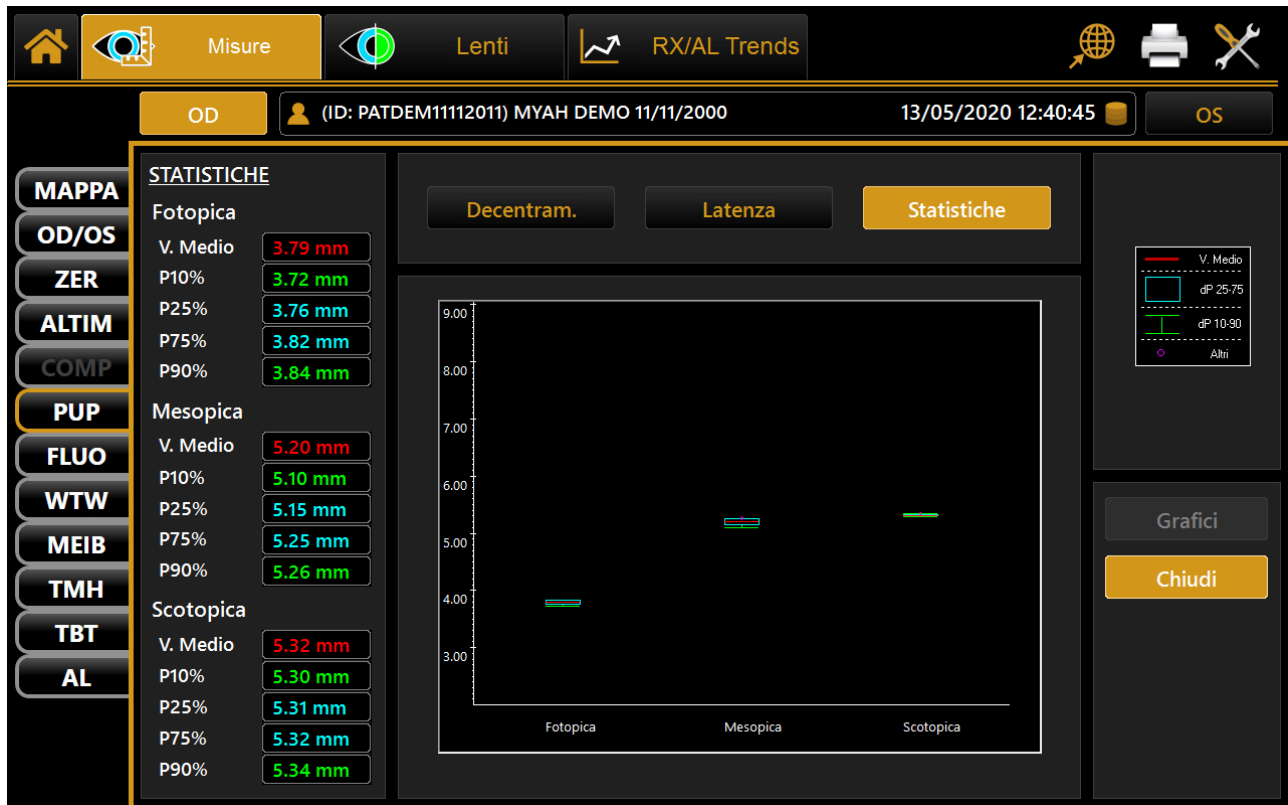 Misure
Lenti
RX/AL Trends
OD
(ID: PATDEM11112011) MYAH DEMO 11/11/2000
13/05/2020 12:40:45
OS
MAPPA
OD/OS
ZER
ALTIM
COMP
PUP
FLUO
WTW
MEIB
TMH
TBT
AL
STATISTICHE
Fotopica
V. Medio 3.79 mm
P10% 3.72 mm
P25% 3.76 mm
P75% 3.82 mm
P90% 3.84 mm
Mesopica
V. Medio 5.20 mm
P10% 5.10 mm
P25% 5.15 mm
P75% 5.25 mm
P90% 5.26 mm
Scotopica
V. Medio 5.32 mm
P10% 5.30 mm
P25% 5.31 mm
P75% 5.32 mm
P90% 5.34 mm
Decentram.
Latenza
Statistiche
9.00
8.00
7.00
6.00
5.00
4.00
3.00
Fotopica
Mesopica
Scotopica
V. Medio
dP 25-75
dP 10-90
Altri
Grafici
Chiudi